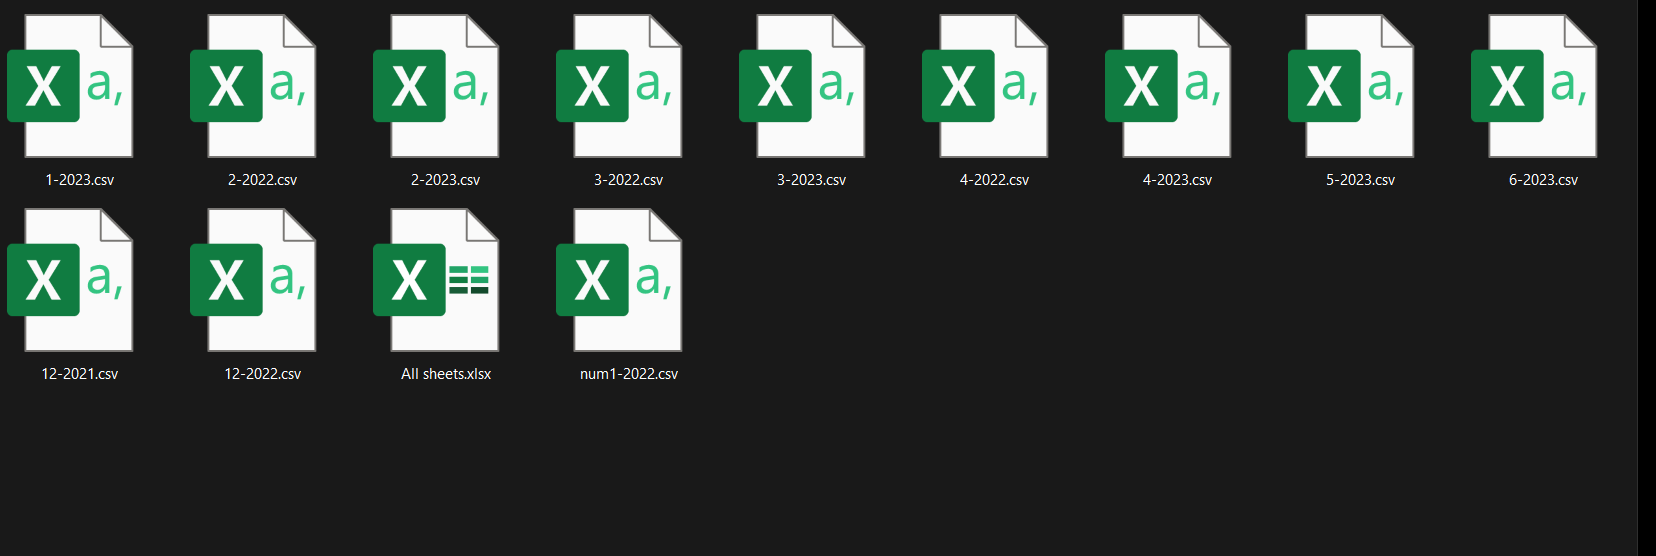 X a, X a, X a, X a, X a, X a, X a, X a, X a,
1-2023.csv 2-2022.csv 2-2023.csv 3-2022.csv 3-2023.csv 4-2022.csv 4-2023.csv 5-2023.csv 6-2023.csv
X a, X a, X X a,
12-2021.csv 12-2022.csv All sheets.xlsx num1-2022.csv